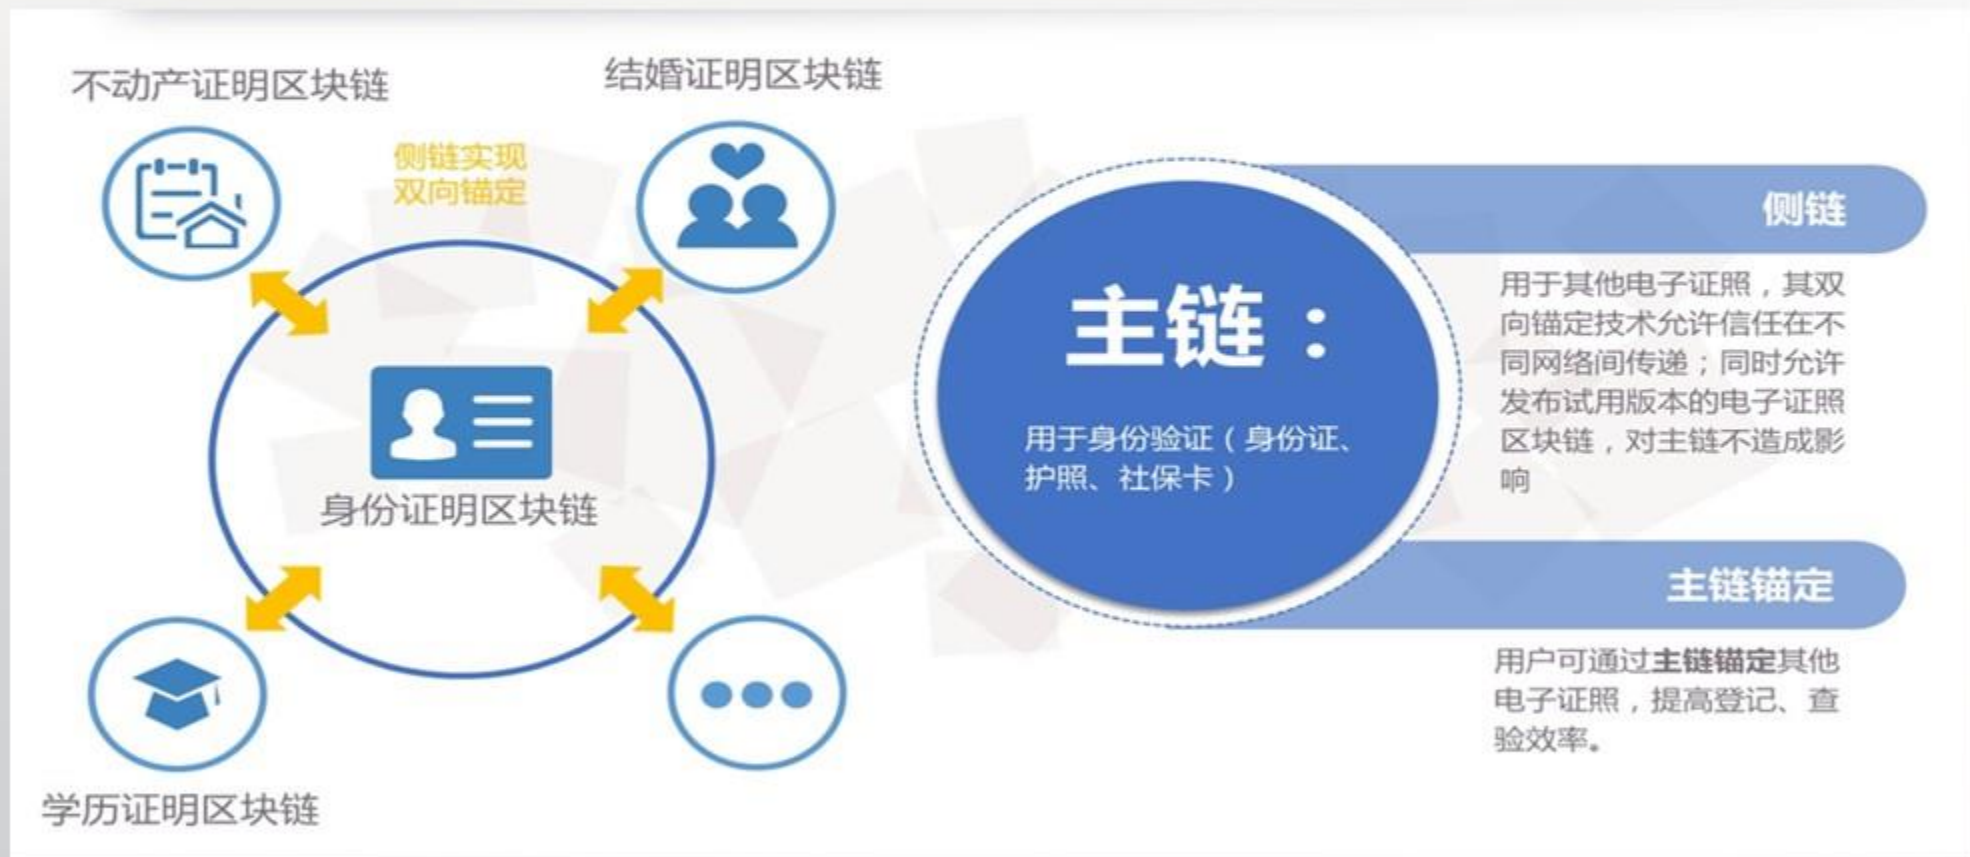 不动产证明区块链
结婚证明区块链
侧链实现
双向锚定
身份证明区块链
学历证明区块链
主链：
用于身份验证（身份证、
护照、社保卡）
侧链
用于其他电子证照，其双
向锚定技术允许信任在不
同网络间传递；同时允许
发布试用版本的电子证照
区块链，对主链不造成影
响
主链锚定
用户可通过主链锚定其他
电子证照，提高登记、查
验效率。